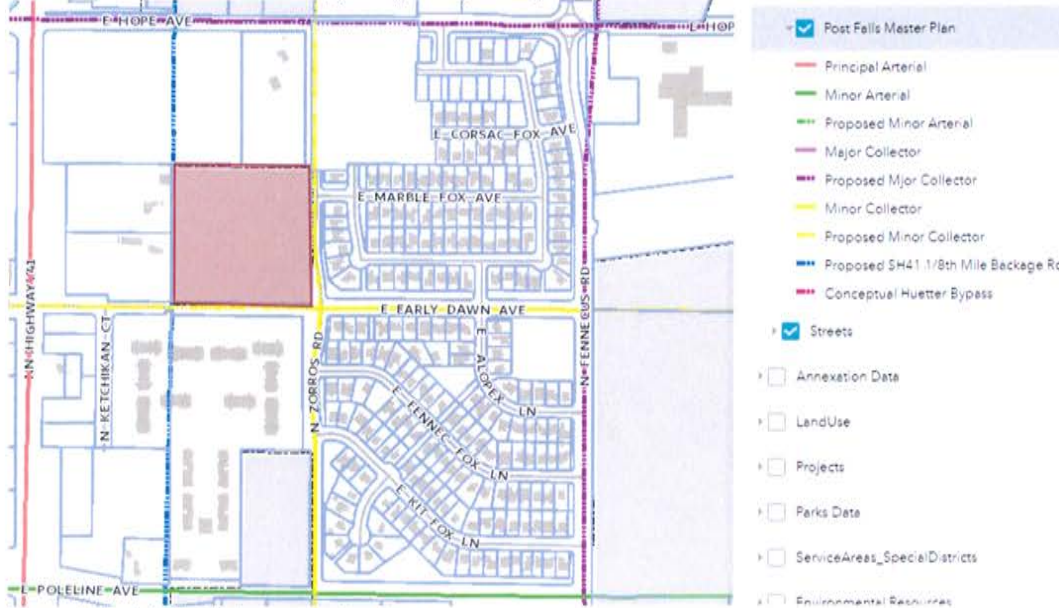 E HOPE AVE
E HOP
E CORSAC FOX AVE
E MARBLE FOX AVE
N HIGHWAY 41
E EARLY DAWN AVE
N KETCHIKAN CT
N ZORROS RD
E ALOPEX LN
N FENNECUS RD
E FENNEC FOX LN
E KIT FOX LN
E POLELINE AVE
Post Falls Master Plan
Principal Arterial
Minor Arterial
Proposed Minor Arterial
Major Collector
Proposed Mjor Collector
Minor Collector
Proposed Minor Collector
Proposed SH41 1/8th Mile Backage Ro
Conceptual Huetter Bypass
Streets
Annexation Data
LandUse
Projects
Parks Data
ServiceAreas_SpecialDistricts
Environmental Resources